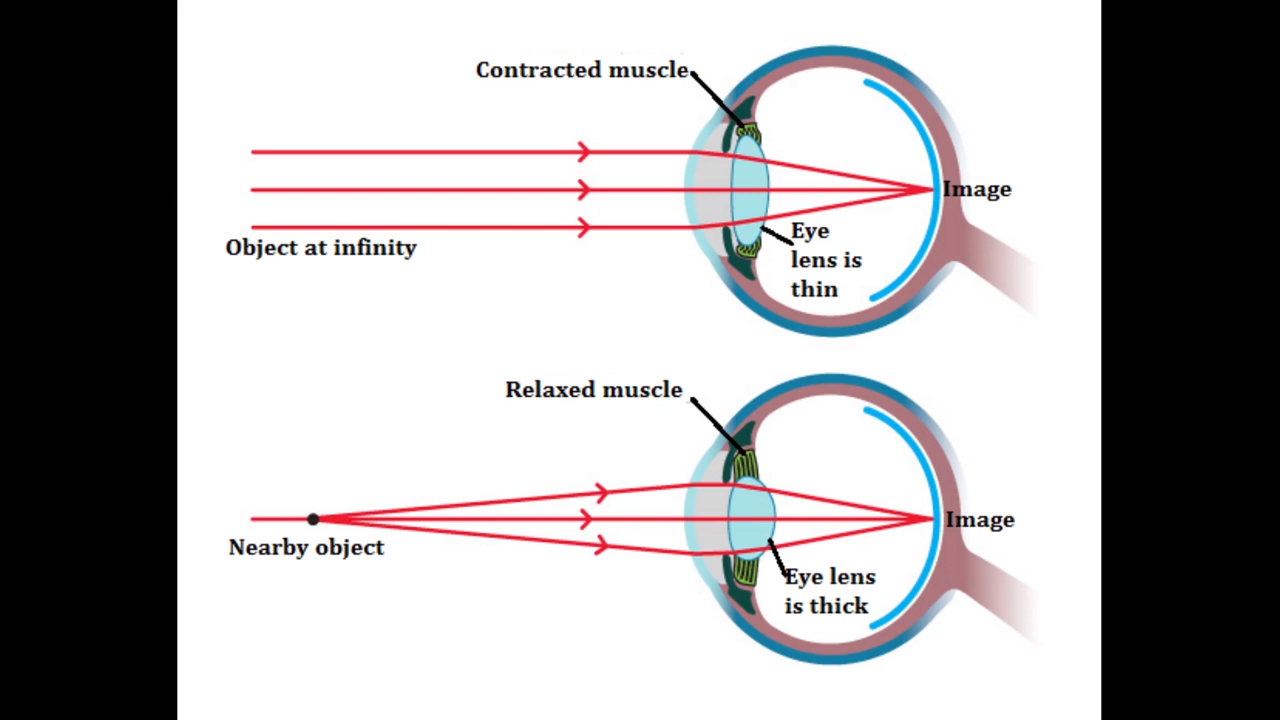 Contracted muscle
Image
Eye
lens is
thin
Object at infinity
Relaxed muscle
Image
Nearby object
Eye lens
is thick